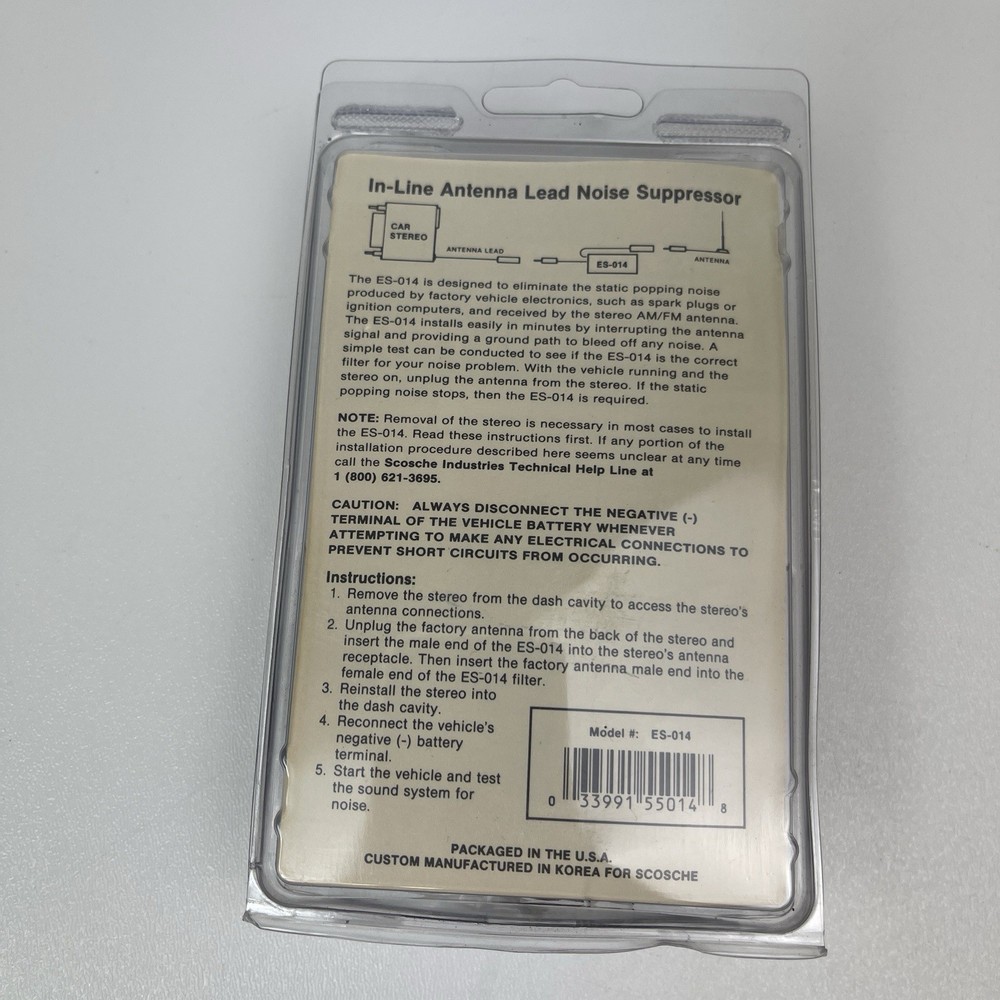 In-Line Antenna Lead Noise Suppressor
CAR
STEREO
ANTENNA LEAD
ES-014
ANTENNA
The ES-014 is designed to eliminate the static popping noise
produced by factory vehicle electronics, such as spark plugs or
ignition computers, and received by the stereo AM/FM antenna.
The ES-014 installs easily in minutes by interrupting the antenna
signal and providing a ground path to bleed off any noise. A
simple test can be conducted to see if the ES-014 is the correct
filter for your noise problem. With the vehicle running and the
stereo on, unplug the antenna from the stereo. If the static
popping noise stops, then the ES-014 is required.
NOTE: Removal of the stereo is necessary in most cases to install
the ES-014. Read these instructions first. If any portion of the
installation procedure described here seems unclear at any time
call the Scosche Industries Technical Help Line at
1 (800) 621-3695.
CAUTION: ALWAYS DISCONNECT THE NEGATIVE (-)
TERMINAL OF THE VEHICLE BATTERY WHENEVER
ATTEMPTING TO MAKE ANY ELECTRICAL CONNECTIONS TO
PREVENT SHORT CIRCUITS FROM OCCURRING.
Instructions:
1. Remove the stereo from the dash cavity to access the stereo's
antenna connections.
2. Unplug the factory antenna from the back of the stereo and
insert the male end of the ES-014 into the stereo's antenna
receptacle. Then insert the factory antenna male end into the
female end of the ES-014 filter.
3. Reinstall the stereo into
the dash cavity.
4. Reconnect the vehicle's
negative (-) battery
terminal.
5. Start the vehicle and test
the sound system for
noise.
Model #: ES-014
0 33991 55014 8
PACKAGED IN THE U.S.A.
CUSTOM MANUFACTURED IN KOREA FOR SCOSCHE